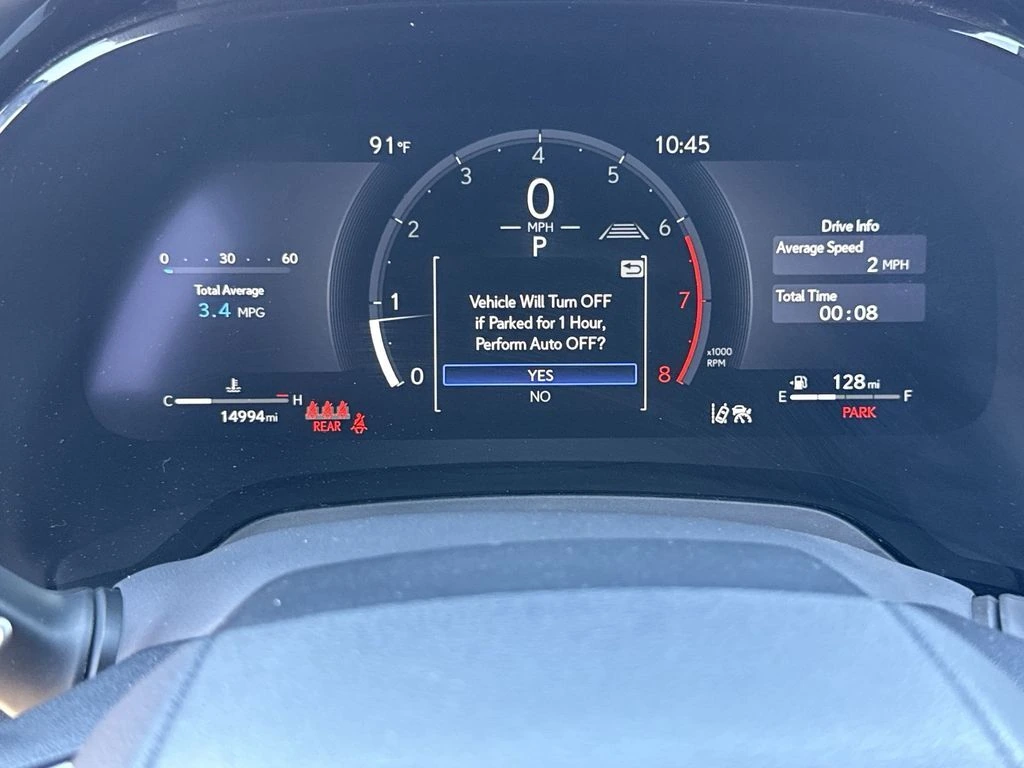 91°F
10:45
0
MPH
P
0 30 60
Total Average
3.4 MPG
0
1
2
3
4
5
6
7
8
x1000
RPM
Vehicle Will Turn OFF
if Parked for 1 Hour,
Perform Auto OFF?
YES
NO
Drive Info
Average Speed
2 MPH
Total Time
00:08
C H
14994mi
REAR
128 mi
E F
PARK